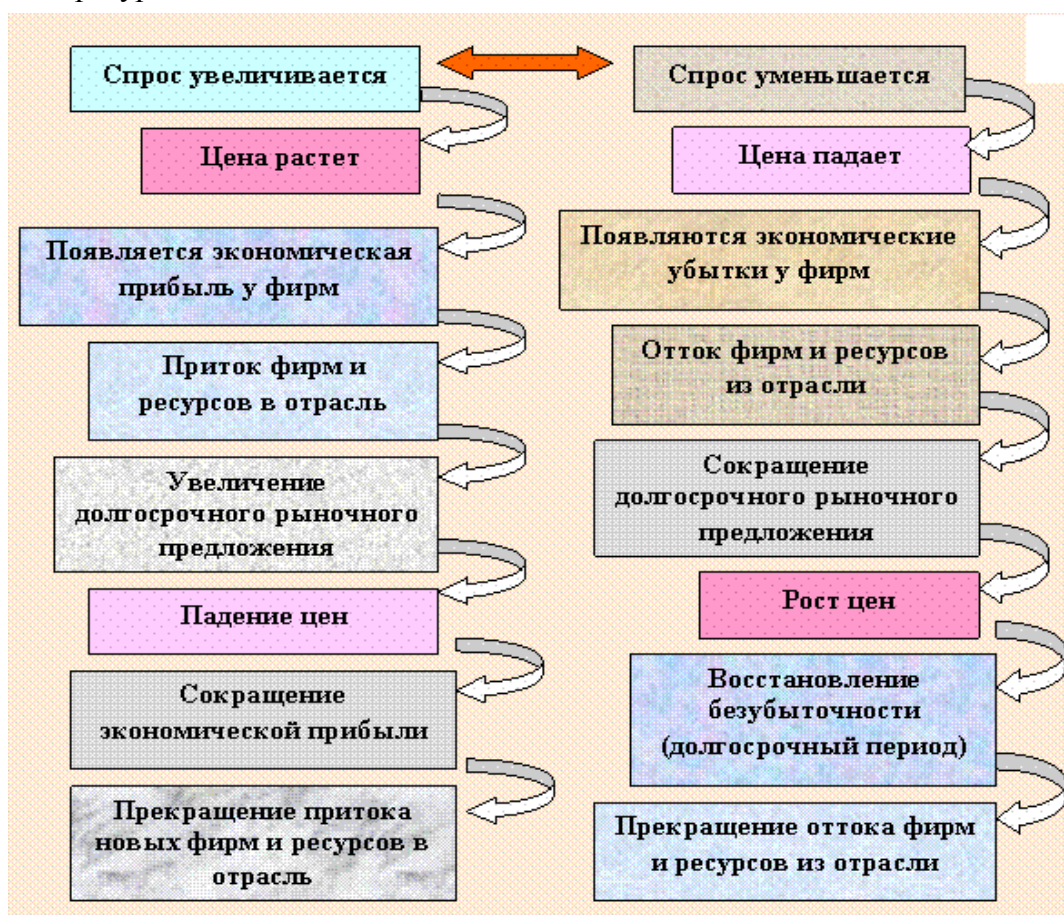 Спрос увеличивается
Цена растет
Появляется экономическая
прибыль у фирм
Приток фирм и
ресурсов в отрасль
Увеличение
долгосрочного рыночного
предложения
Падение цен
Сокращение
экономической прибыли
Прекращение притока
новых фирм и ресурсов в
отрасль
Спрос уменьшается
Цена падает
Появляются экономические
убытки у фирм
Отток фирм и ресурсов
из отрасли
Сокращение
долгосрочного рыночного
предложения
Рост цен
Восстановление
безубыточности
(долгосрочный период)
Прекращение оттока фирм
и ресурсов из отрасли